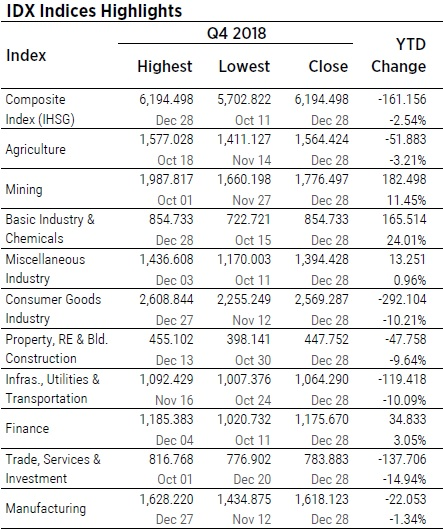 IDX Indices Highlights
Index Q4 2018 YTD Change
Highest Lowest Close
Composite 6,194.498 5,702.822 6,194.498 -161.156
Index (IHSG) Dec 28 Oct 11 Dec 28 -2.54%
Agriculture 1,577.028 1,411.127 1,564.424 -51.883
Oct 18 Nov 14 Dec 28 -3.21%
Mining 1,987.817 1,660.198 1,776.497 182.498
Oct 01 Nov 27 Dec 28 11.45%
Basic Industry & 854.733 722.721 854.733 165.514
Chemicals Dec 28 Oct 15 Dec 28 24.01%
Miscellaneous 1,436.608 1,170.003 1,394.428 13.251
Industry Dec 03 Oct 11 Dec 28 0.96%
Consumer Goods 2,608.844 2,255.249 2,569.287 -292.104
Industry Dec 27 Nov 12 Dec 28 -10.21%
Property, RE & Bld. 455.102 398.141 447.752 -47.758
Construction Dec 13 Oct 30 Dec 28 -9.64%
Infras., Utilities & 1,092.429 1,007.376 1,064.290 -119.418
Transportation Nov 16 Oct 24 Dec 28 -10.09%
Finance 1,185.383 1,020.732 1,175.670 34.833
Dec 04 Oct 11 Dec 28 3.05%
Trade, Services & 816.768 776.902 783.883 -137.706
Investment Oct 01 Dec 20 Dec 28 -14.94%
Manufacturing 1,628.220 1,434.875 1,618.123 -22.053
Dec 27 Nov 12 Dec 28 -1.34%